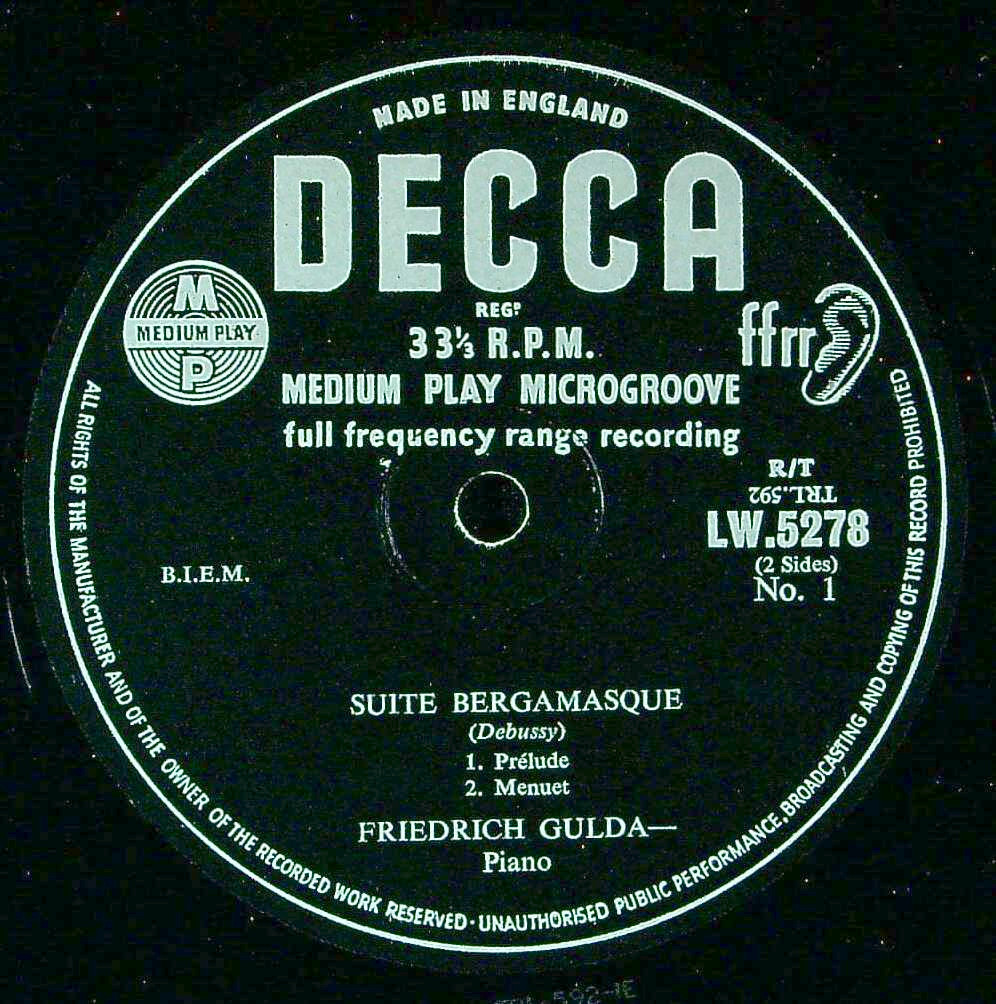 MADE IN ENGLAND
DECCA
REGD
33⅓ R.P.M.
M
MEDIUM PLAY
P
ffrr
MEDIUM PLAY MICROGROOVE
full frequency range recording
R/T
TRL.592
LW.5278
(2 Sides)
No. 1
B.I.E.M.
SUITE BERGAMASQUE
(Debussy)
1. Prélude
2. Menuet
FRIEDRICH GULDA—
Piano
ALL RIGHTS OF THE MANUFACTURER AND OF THE OWNER OF THE RECORDED WORK RESERVED · UNAUTHORISED PUBLIC PERFORMANCE, BROADCASTING AND COPYING OF THIS RECORD PROHIBITED